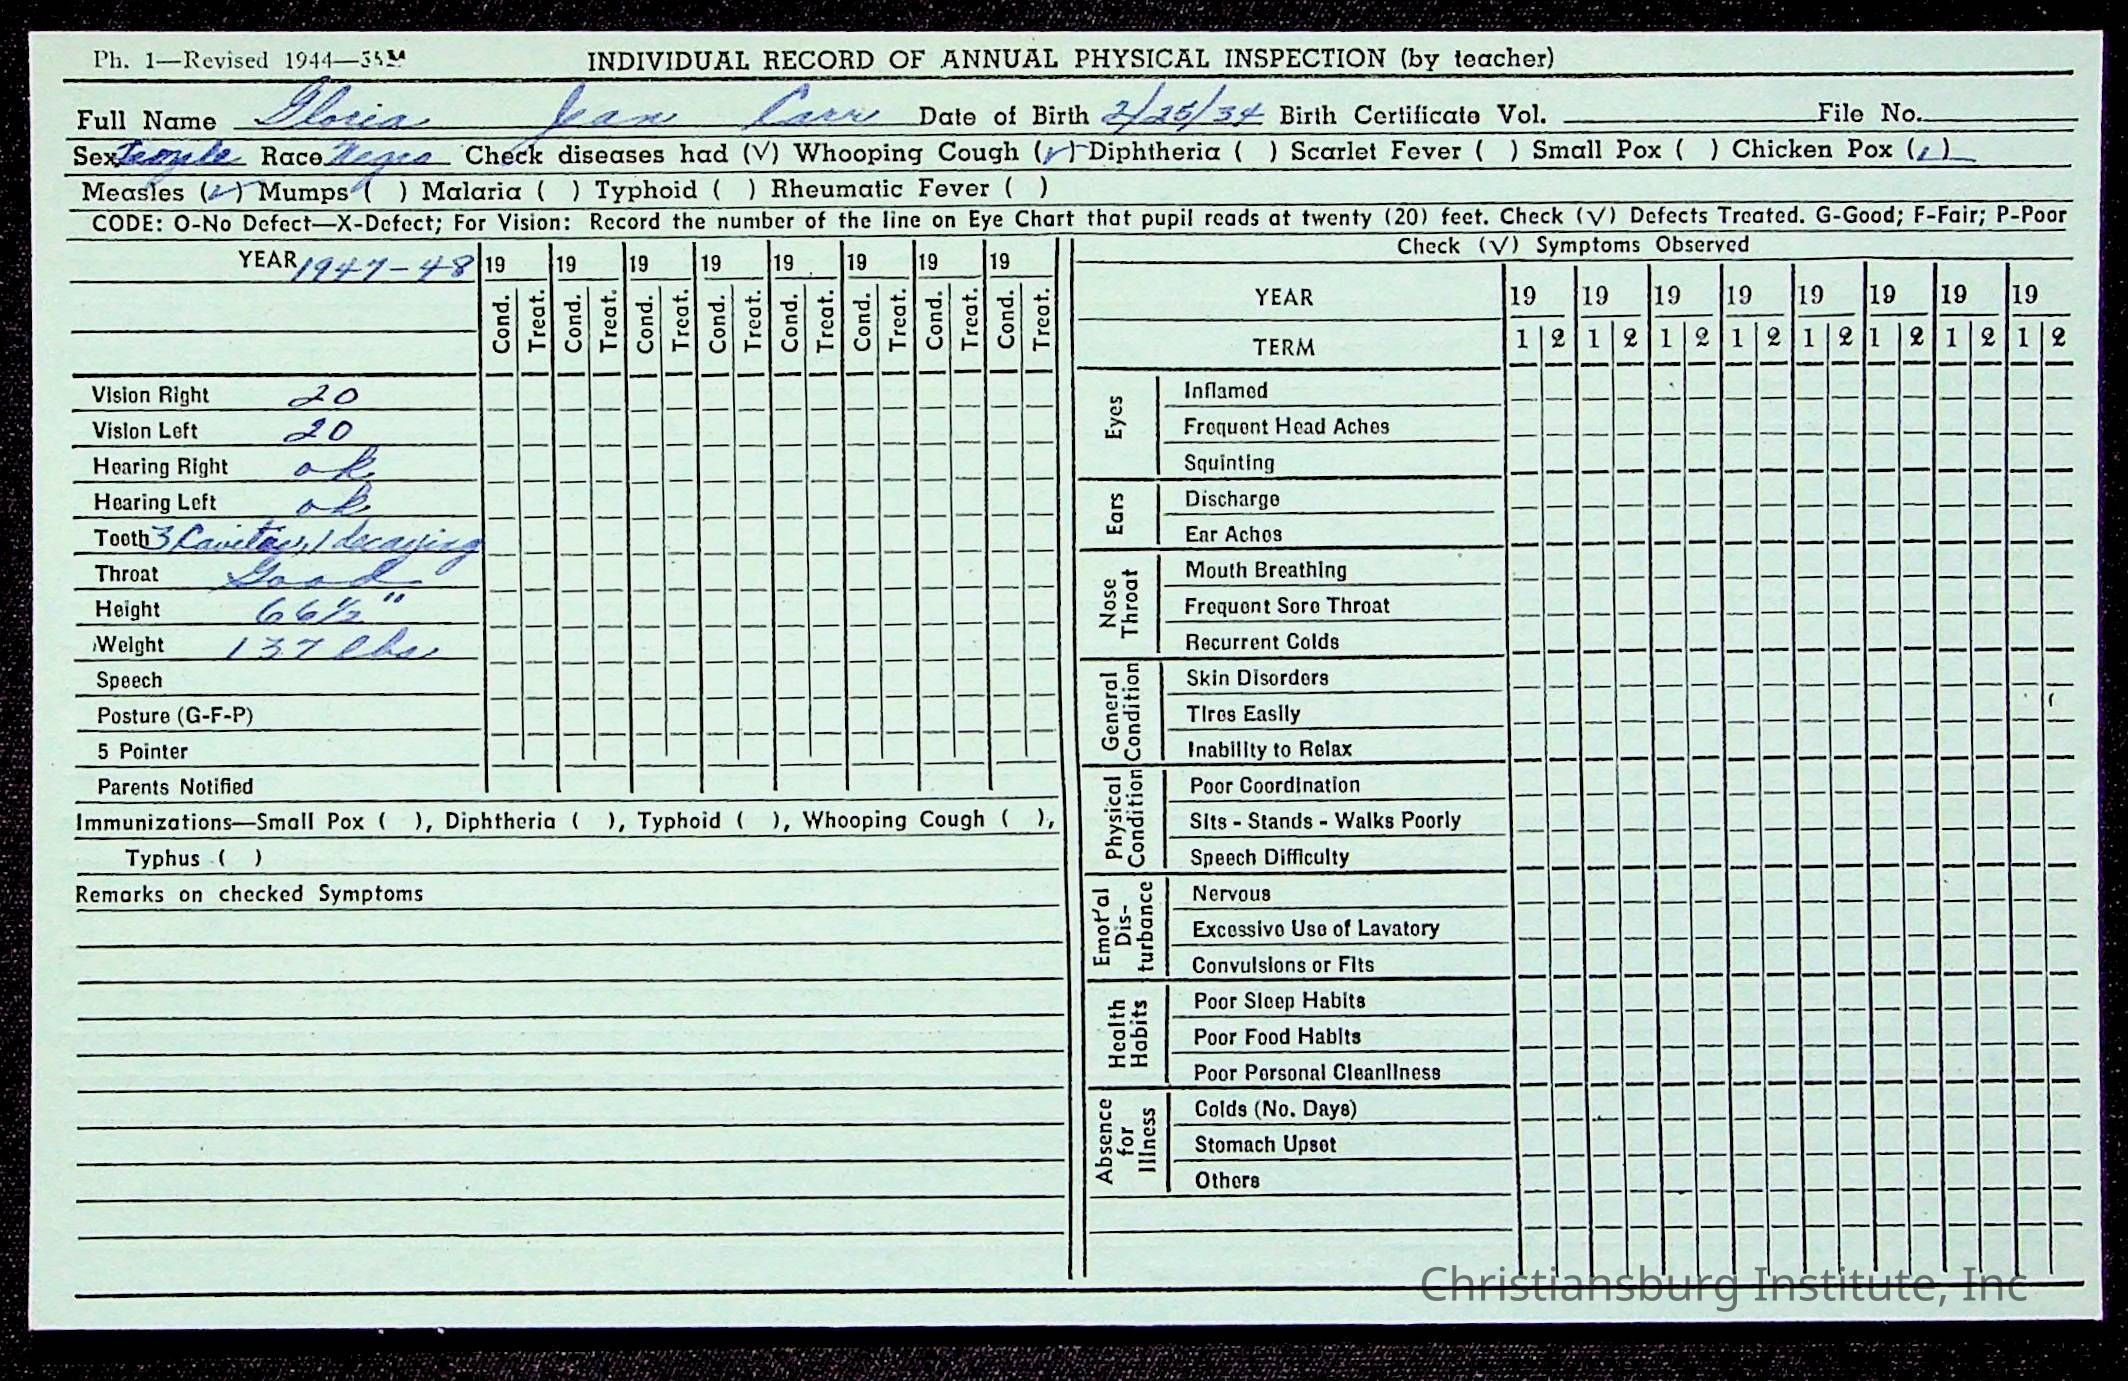 Ph. 1—Revised 1944—35M
INDIVIDUAL RECORD OF ANNUAL PHYSICAL INSPECTION (by teacher)
Full Name Gloria Jean Carr Date of Birth 2/25/34 Birth Certificate Vol. File No.
Sex Female Race Negro Check diseases had (√) Whooping Cough (✓) Diphtheria ( ) Scarlet Fever ( ) Small Pox ( ) Chicken Pox (✓)
Measles (✓) Mumps ( ) Malaria ( ) Typhoid ( ) Rheumatic Fever ( )
CODE: O-No Defect—X-Defect; For Vision: Record the number of the line on Eye Chart that pupil reads at twenty (20) feet. Check (√) Defects Treated. G-Good; F-Fair; P-Poor
YEAR 1947-48 19 19 19 19 19 19 19 19
Cond. Treat. Cond. Treat. Cond. Treat. Cond. Treat. Cond. Treat. Cond. Treat. Cond. Treat. Cond. Treat.
Vision Right 20
Vision Left 20
Hearing Right ok
Hearing Left ok
Teeth 3 Cavities, 1 decaying
Throat Good
Height 66½"
Weight 137 lbs
Speech
Posture (G-F-P)
5 Pointer
Parents Notified
Immunizations—Small Pox ( ), Diphtheria ( ), Typhoid ( ), Whooping Cough ( ),
Typhus ( )
Remarks on checked Symptoms
Check (√) Symptoms Observed
YEAR 19 19 19 19 19 19 19 19
TERM 1 2 1 2 1 2 1 2 1 2 1 2 1 2 1 2
Eyes
Inflamed
Frequent Head Aches
Squinting
Ears
Discharge
Ear Aches
Nose
Throat
Mouth Breathing
Frequent Sore Throat
Recurrent Colds
General
Condition
Skin Disorders
Tires Easily
Inability to Relax
Physical
Condition
Poor Coordination
Sits - Stands - Walks Poorly
Speech Difficulty
Emot'al
Dis-
turbance
Nervous
Excessive Use of Lavatory
Convulsions or Fits
Health
Habits
Poor Sleep Habits
Poor Food Habits
Poor Personal Cleanliness
Absence
for
Illness
Colds (No. Days)
Stomach Upset
Others
Christiansburg Institute, Inc